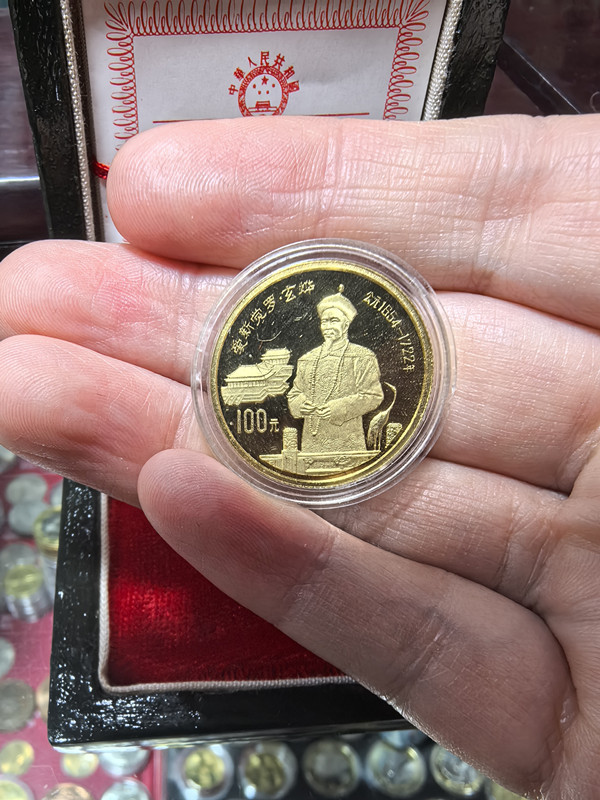 中华人民共和国
爱新觉罗·玄烨
公元1654-1722年
100元